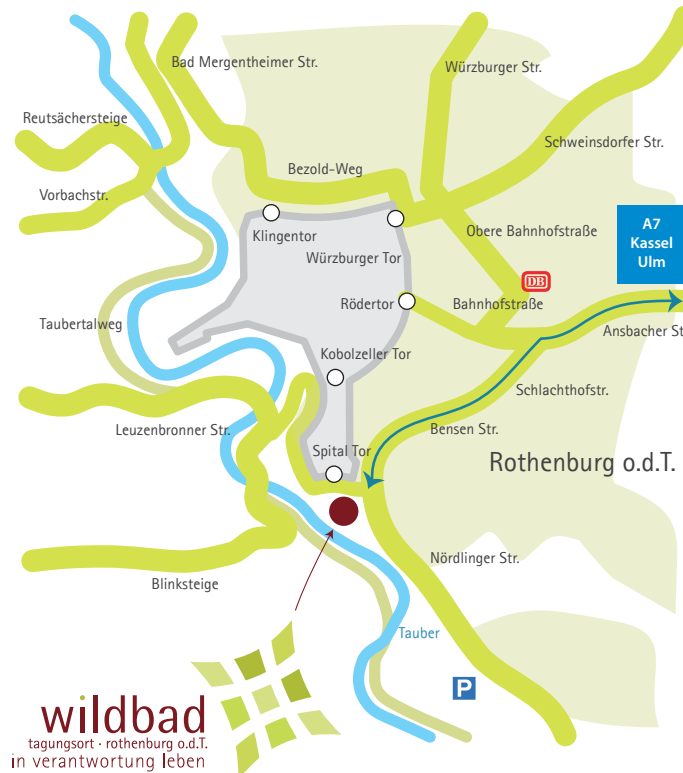 Bad Mergentheimer Str.
Würzburger Str.
Reutsächersteige
Schweinsdorfer Str.
Bezold-Weg
Vorbachstr.
A7
Kassel
Ulm
Klingentor
Obere Bahnhofstraße
Würzburger Tor
DB
Rödertor
Bahnhofstraße
Taubertalweg
Ansbacher St
Kobolzeller Tor
Schlachthofstr.
Leuzenbronner Str.
Bensen Str.
Spital Tor
Rothenburg o.d.T.
Nördlinger Str.
Blinksteige
Tauber
P
wildbad
tagungsort · rothenburg o.d.T.
in verantwortung leben